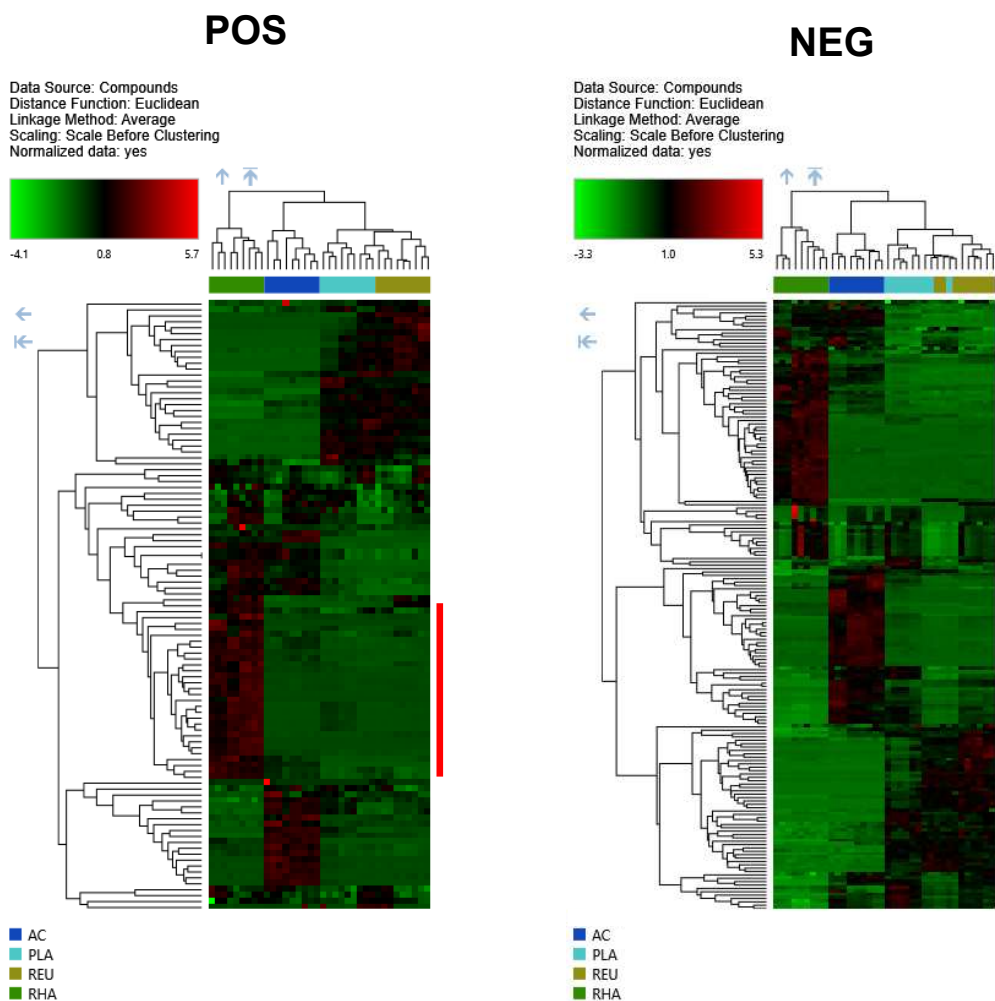 POS
Data Source: Compounds
Distance Function: Euclidean
Linkage Method: Average
Scaling: Scale Before Clustering
Normalized data: yes
-4.1 0.8 5.7
AC
PLA
REU
RHA
NEG
Data Source: Compounds
Distance Function: Euclidean
Linkage Method: Average
Scaling: Scale Before Clustering
Normalized data: yes
-3.3 1.0 5.3
AC
PLA
REU
RHA